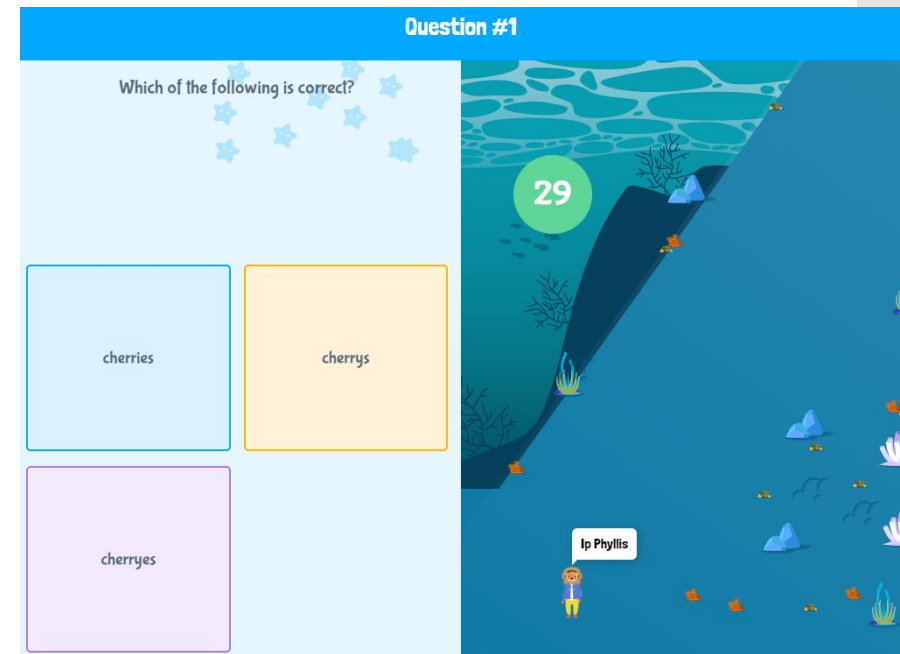 Question #1
Which of the following is correct?
29
cherries
cherrys
cherryes
Ip Phyllis